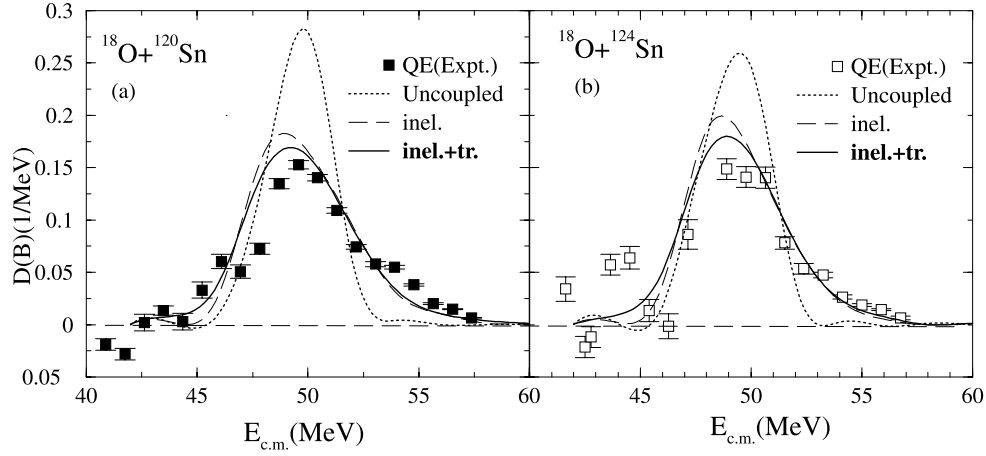 0.3
0.25
0.2
0.15
0.1
0.05
0
0.05
D(B)(1/MeV)
18O+120Sn
(a)
QE(Expt.)
Uncoupled
inel.
inel.+tr.
40 45 50 55 60
Ec.m.(MeV)
18O+124Sn
(b)
QE(Expt.)
Uncoupled
inel.
inel.+tr.
45 50 55 60
Ec.m.(MeV)